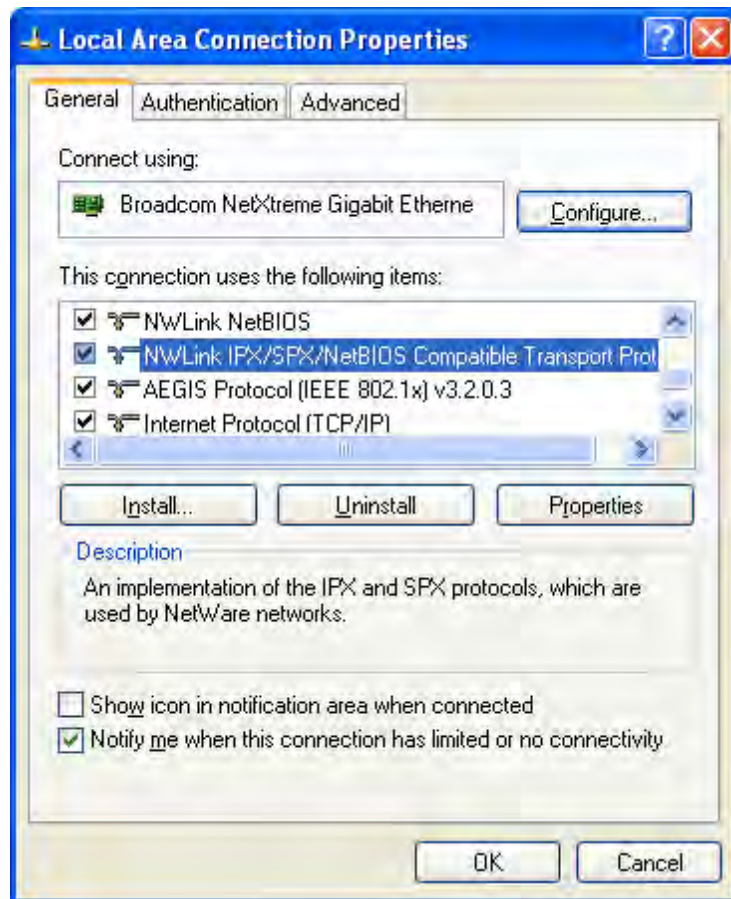 Local Area Connection Properties
General Authentication Advanced
Connect using:
Broadcom NetXtreme Gigabit Etherne
Configure...
This connection uses the following items:
NWLink NetBIOS
NWLink IPX/SPX/NetBIOS Compatible Transport Prot
AEGIS Protocol (IEEE 802.1x) v3.2.0.3
Internet Protocol (TCP/IP)
Install... Uninstall Properties
Description
An implementation of the IPX and SPX protocols, which are
used by NetWare networks.
Show icon in notification area when connected
Notify me when this connection has limited or no connectivity
OK Cancel